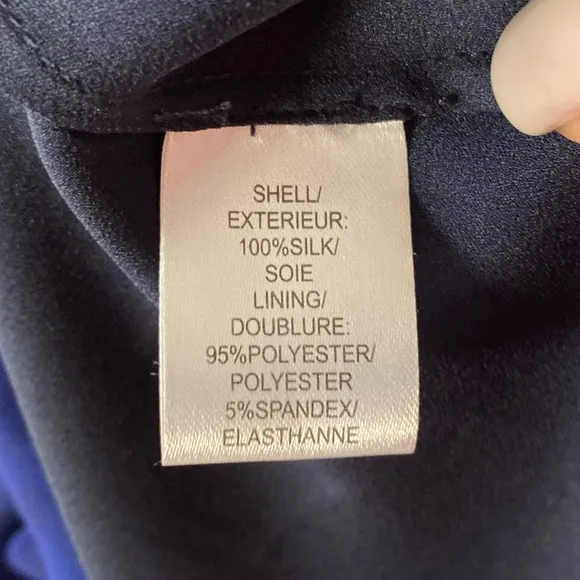 SHELL/
EXTERIEUR:
100%SILK/
SOIE
LINING/
DOUBLURE:
95%POLYESTER/
POLYESTER
5%SPANDEX/
ELASTHANNE